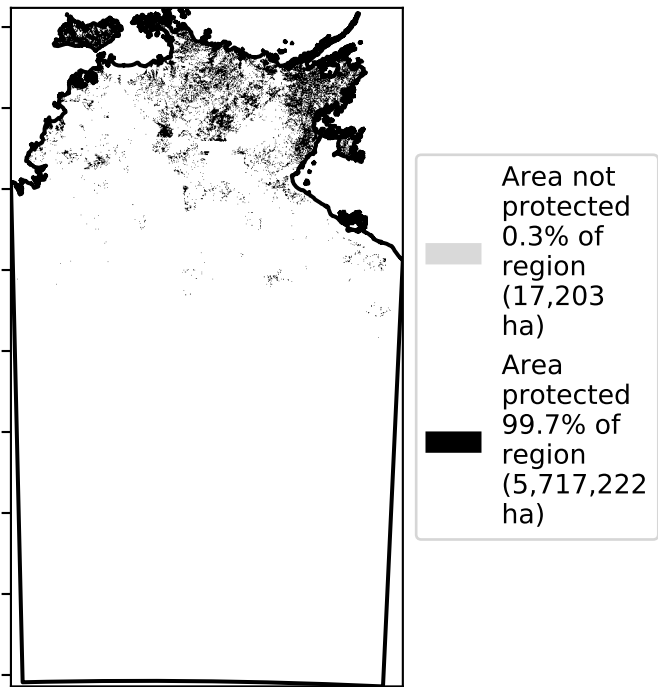 Area not
protected
0.3% of
region
(17,203
ha)
Area
protected
99.7% of
region
(5,717,222
ha)